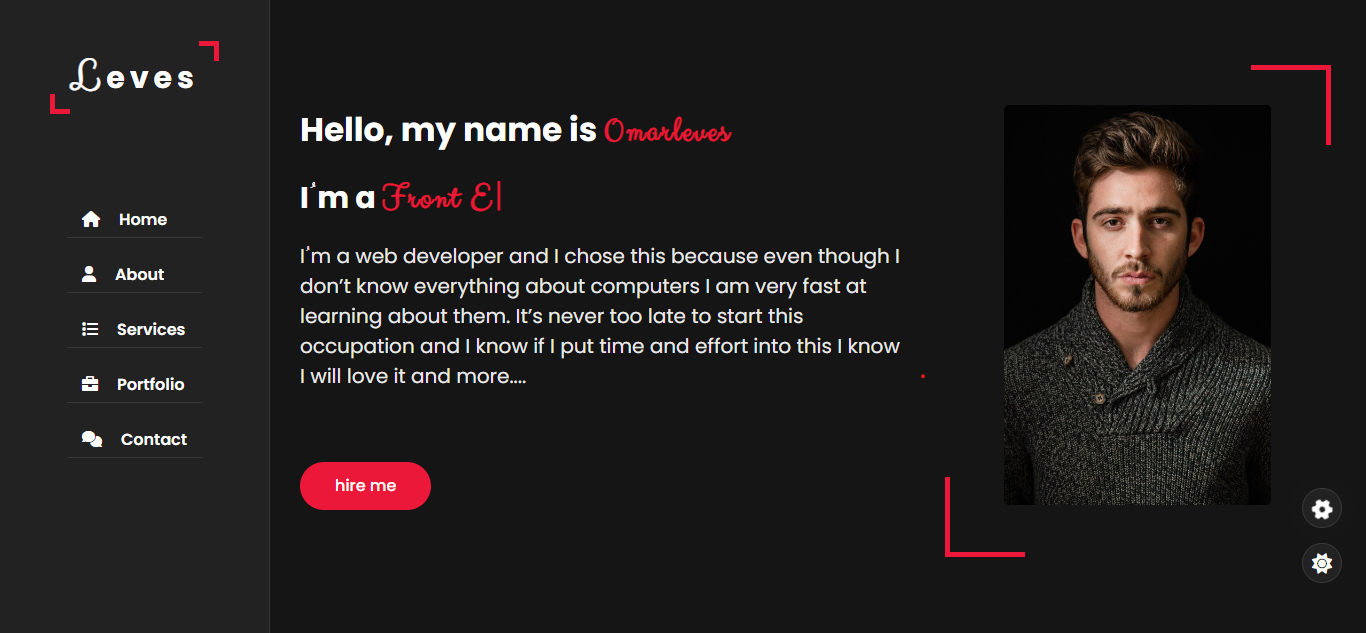 Leves
Home
About
Services
Portfolio
Contact
Hello, my name is Omarleves
I'm a Front E|
I'm a web developer and I chose this because even though I
don’t know everything about computers I am very fast at
learning about them. It’s never too late to start this
occupation and I know if I put time and effort into this I know
I will love it and more....
hire me